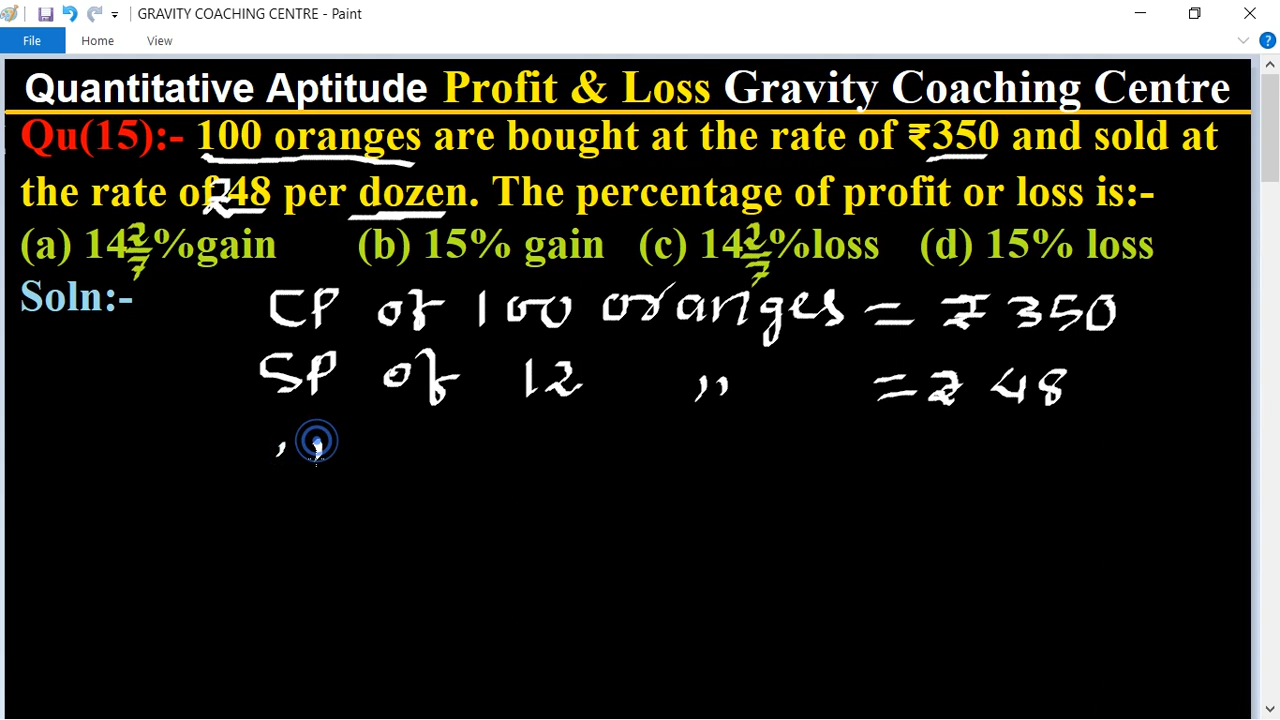 GRAVITY COACHING CENTRE - Paint
File Home View
Quantitative Aptitude Profit & Loss Gravity Coaching Centre
Qu(15):- 100 oranges are bought at the rate of ₹350 and sold at
the rate of ₹48 per dozen. The percentage of profit or loss is:-
(a) 14 2/7 %gain (b) 15% gain (c) 14 2/7 %loss (d) 15% loss
Soln:- CP of 100 oranges = ₹ 350
SP of 12 ,, = ₹ 48
,,